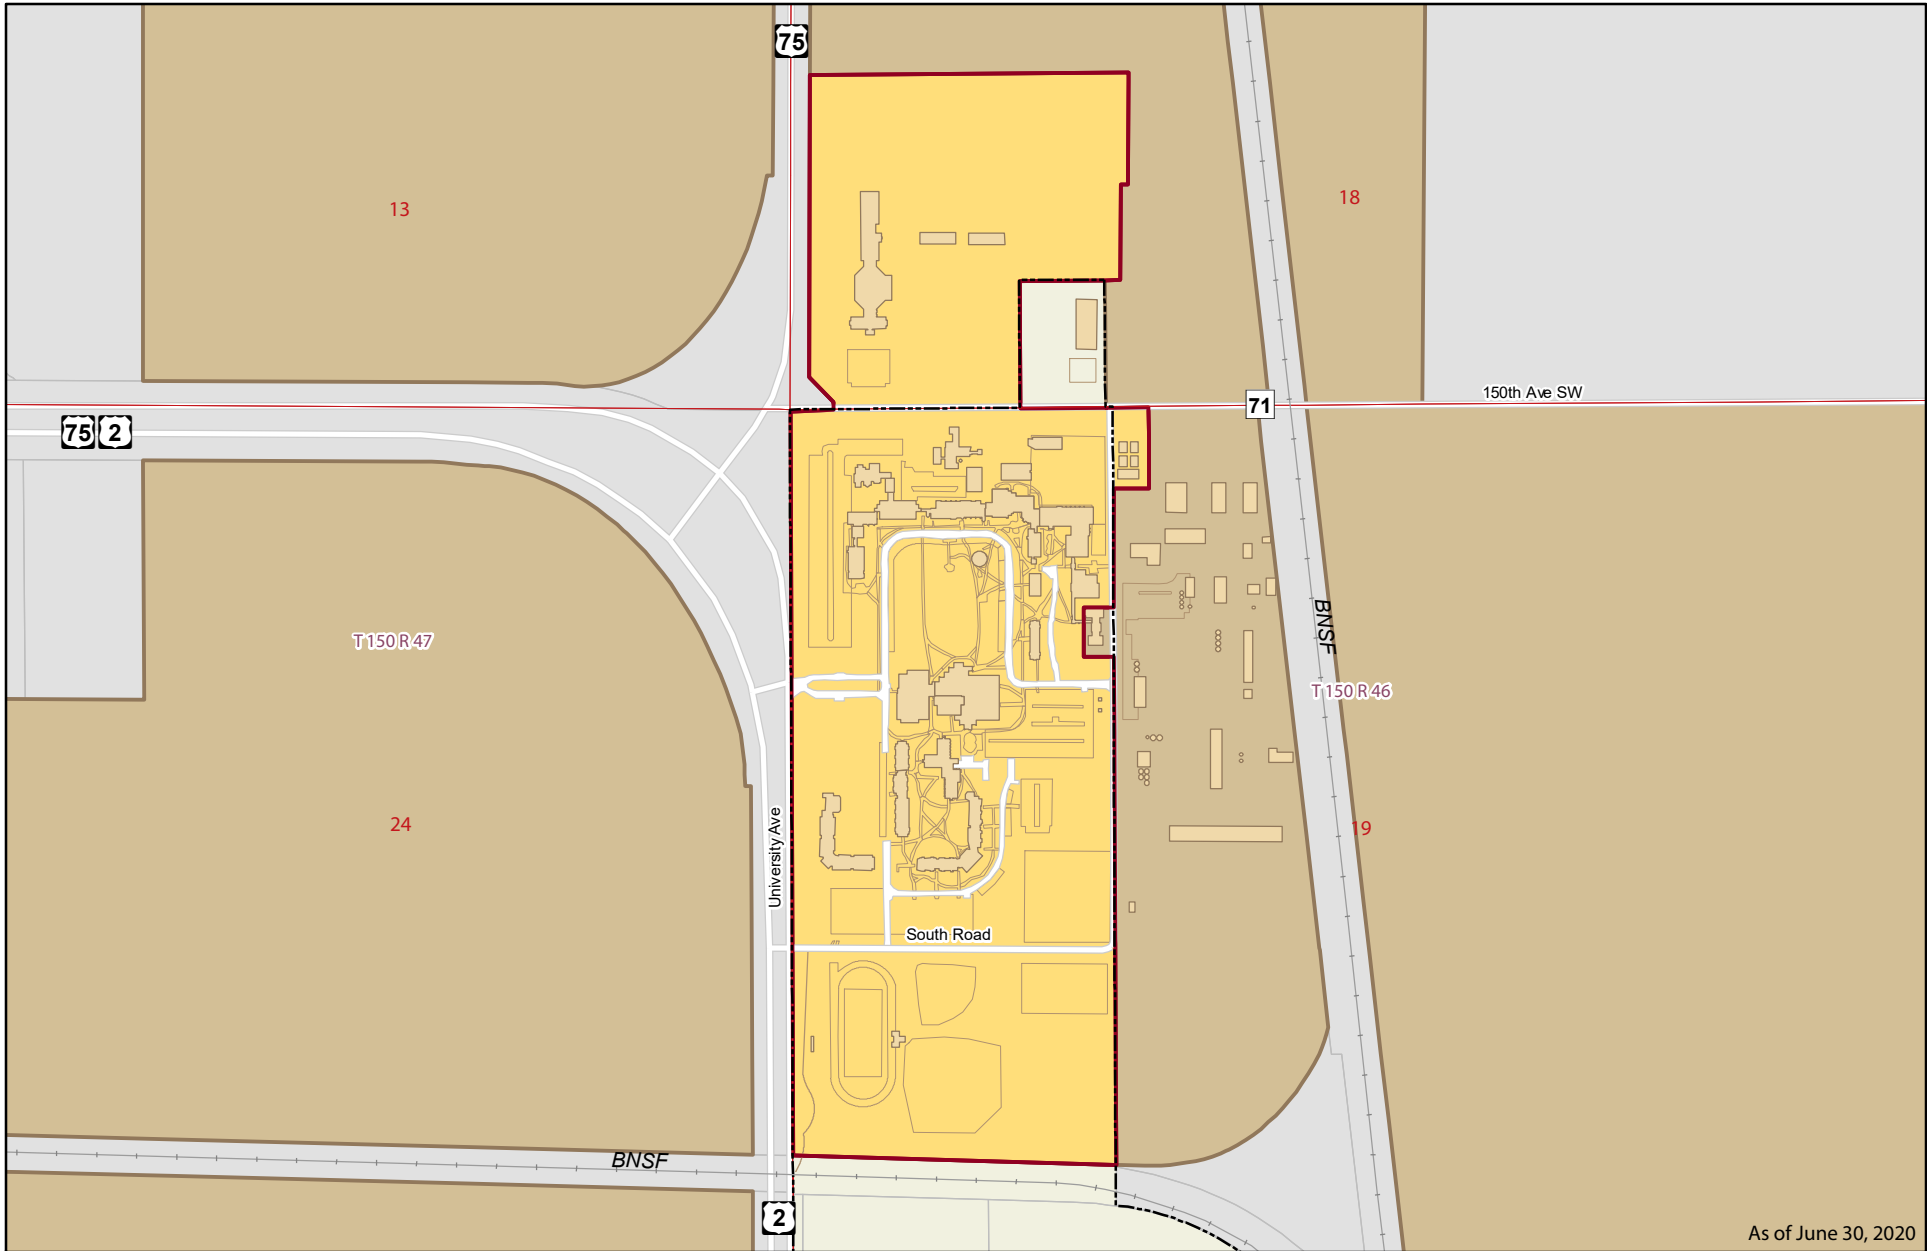 75
13
18
150th Ave SW
71
75 2
BNSF
T 150 R 47
T 150 R 46
24
19
University Ave
South Road
BNSF
2
As of June 30, 2020